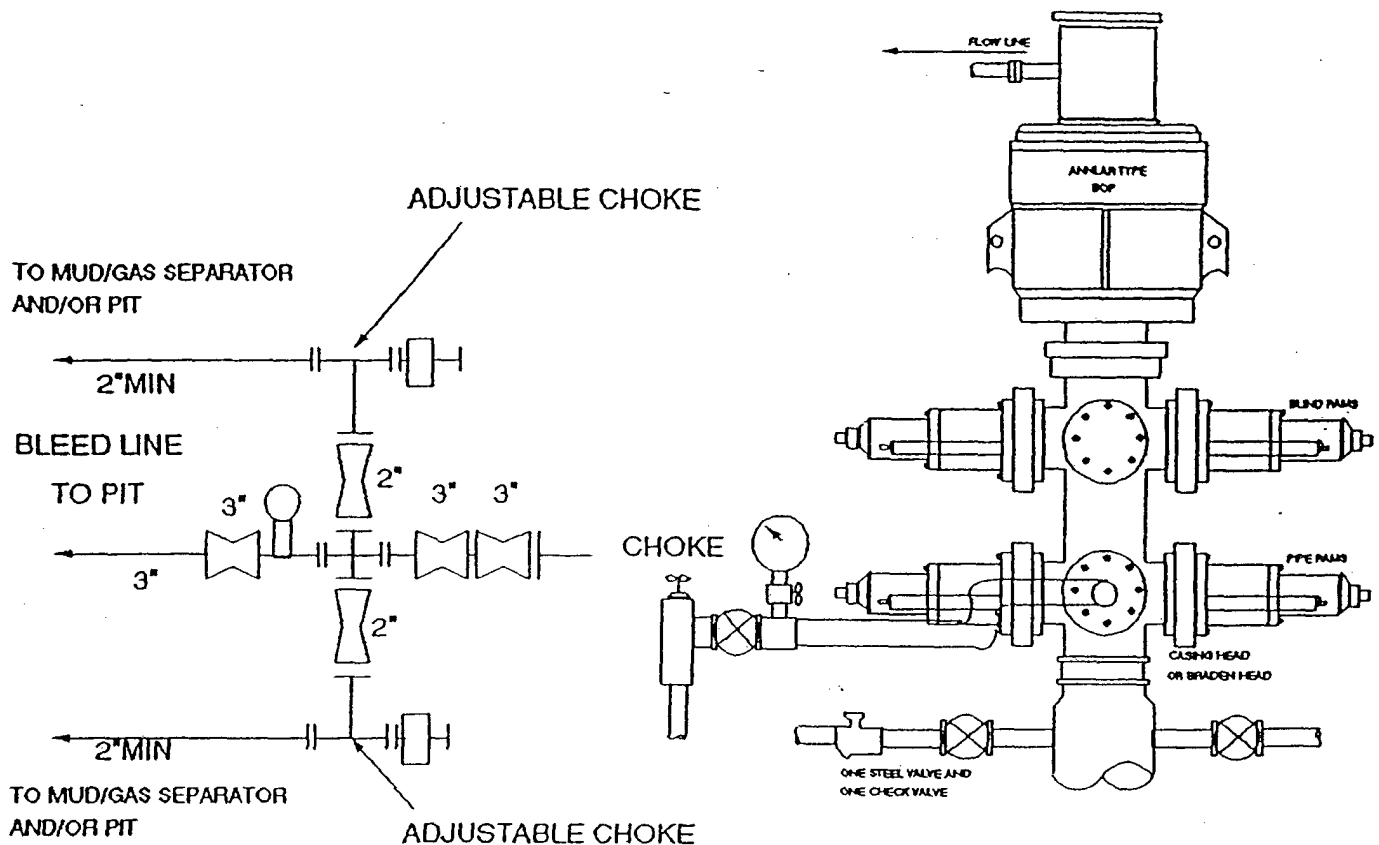 FLOW LINE
ANNLAR TYPE
BOP
ADJUSTABLE CHOKE
TO MUD/GAS SEPARATOR
AND/OR PIT
2" MIN
BLEED LINE
TO PIT
2"
3"
3"
3"
3"
2"
CHOKE
BLIND RAMS
PIPE RAMS
CASING HEAD
OR BRADEN HEAD
2" MIN
TO MUD/GAS SEPARATOR
AND/OR PIT
ADJUSTABLE CHOKE
ONE STEEL VALVE AND
ONE CHECK VALVE